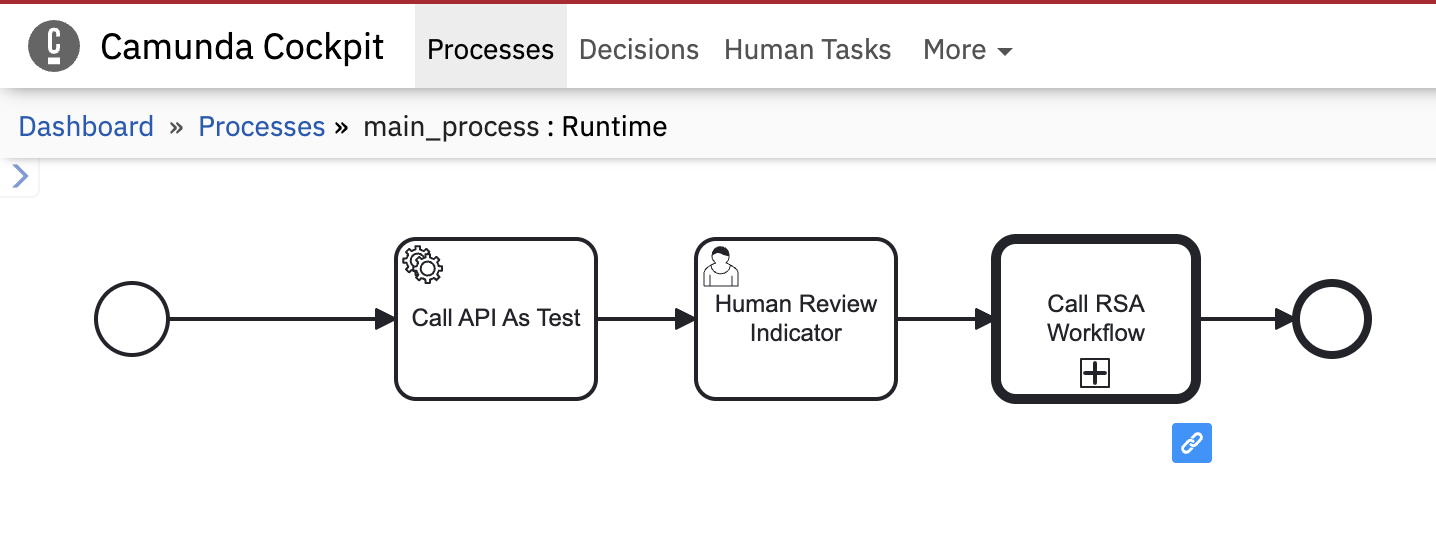 Camunda Cockpit Processes Decisions Human Tasks More
Dashboard » Processes » main_process : Runtime
Call API As Test
Human Review
Indicator
Call RSA
Workflow